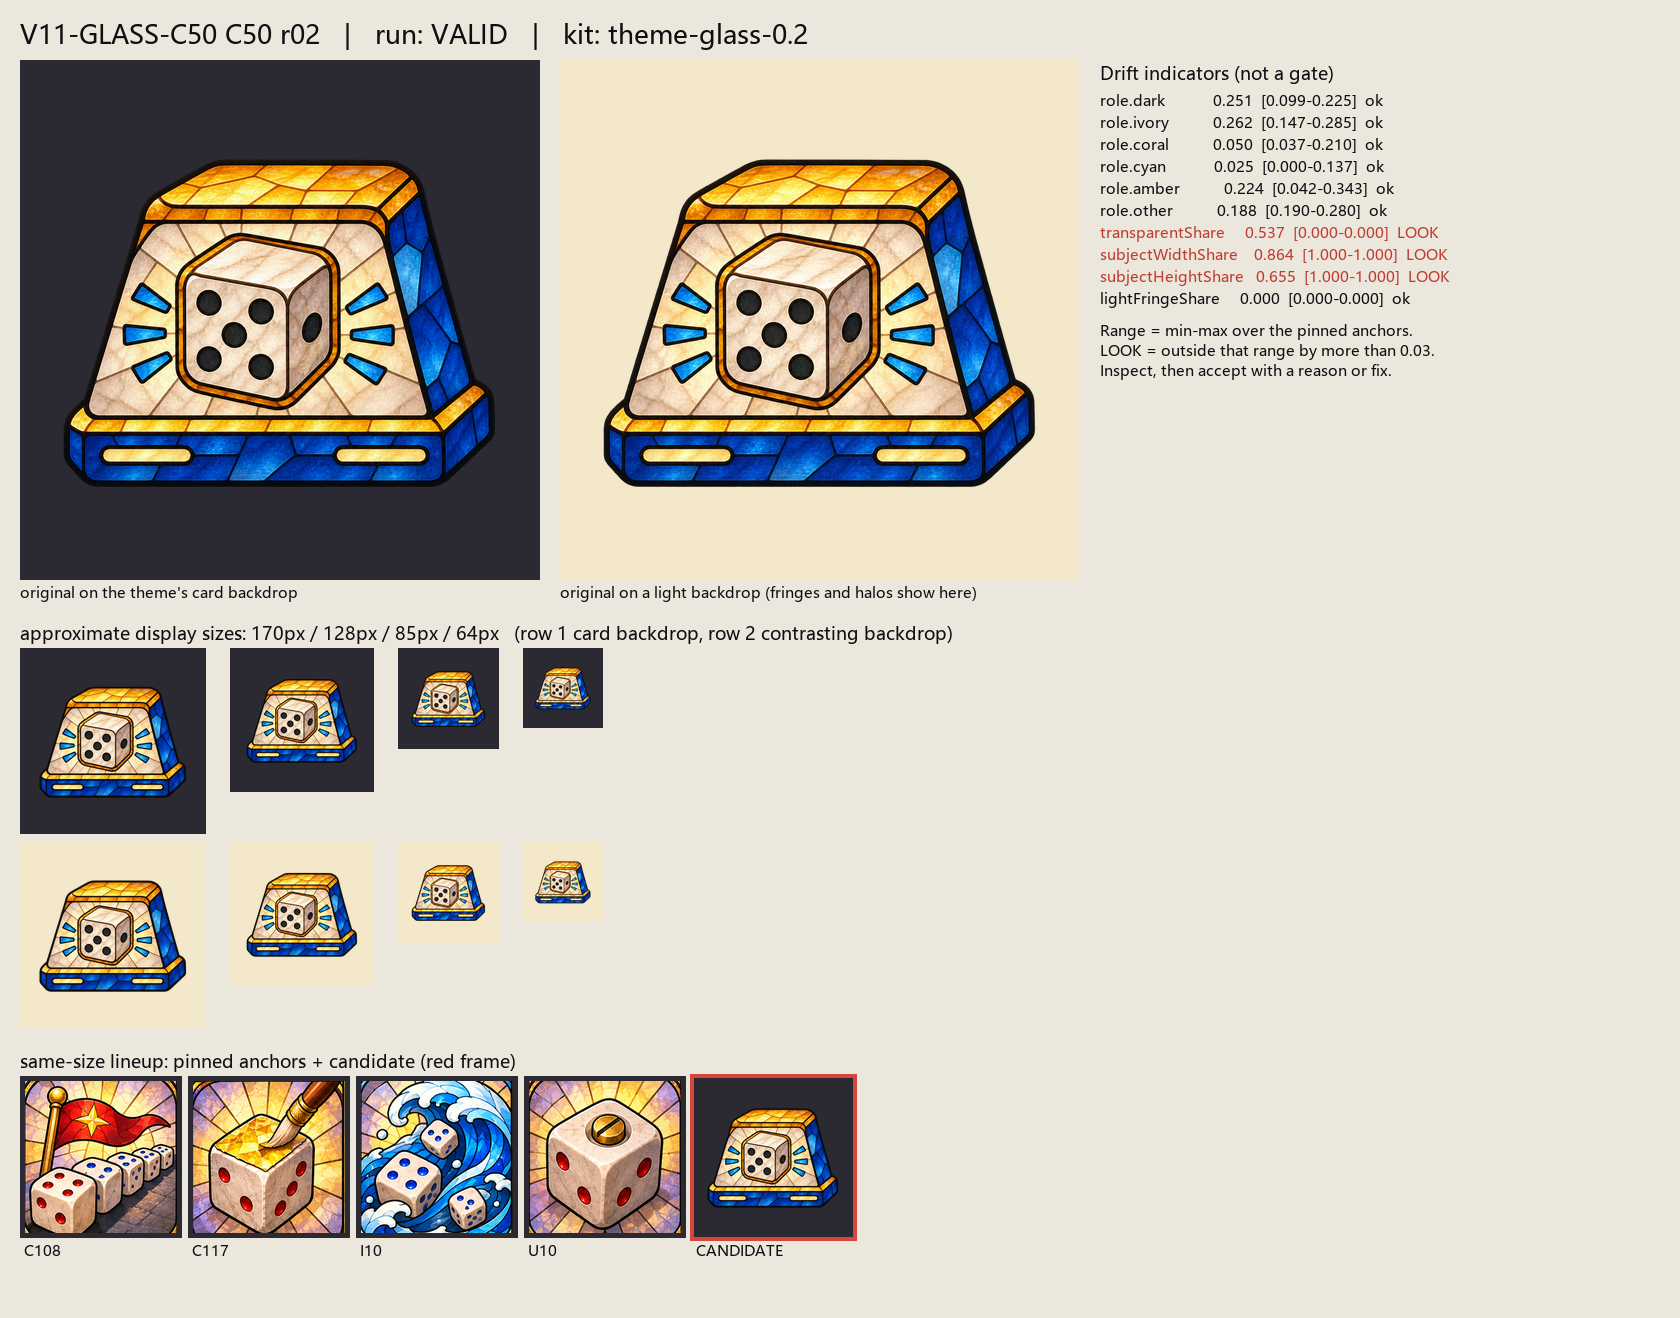 V11-GLASS-C50 C50 r02 | run: VALID | kit: theme-glass-0.2
Drift indicators (not a gate)
role.dark 0.251 [0.099-0.225] ok
role.ivory 0.262 [0.147-0.285] ok
role.coral 0.050 [0.037-0.210] ok
role.cyan 0.025 [0.000-0.137] ok
role.amber 0.224 [0.042-0.343] ok
role.other 0.188 [0.190-0.280] ok
transparentShare 0.537 [0.000-0.000] LOOK
subjectWidthShare 0.864 [1.000-1.000] LOOK
subjectHeightShare 0.655 [1.000-1.000] LOOK
lightFringeShare 0.000 [0.000-0.000] ok
Range = min-max over the pinned anchors.
LOOK = outside that range by more than 0.03.
Inspect, then accept with a reason or fix.
original on the theme's card backdrop
original on a light backdrop (fringes and halos show here)
approximate display sizes: 170px / 128px / 85px / 64px (row 1 card backdrop, row 2 contrasting backdrop)
same-size lineup: pinned anchors + candidate (red frame)
C108
C117
I10
U10
CANDIDATE